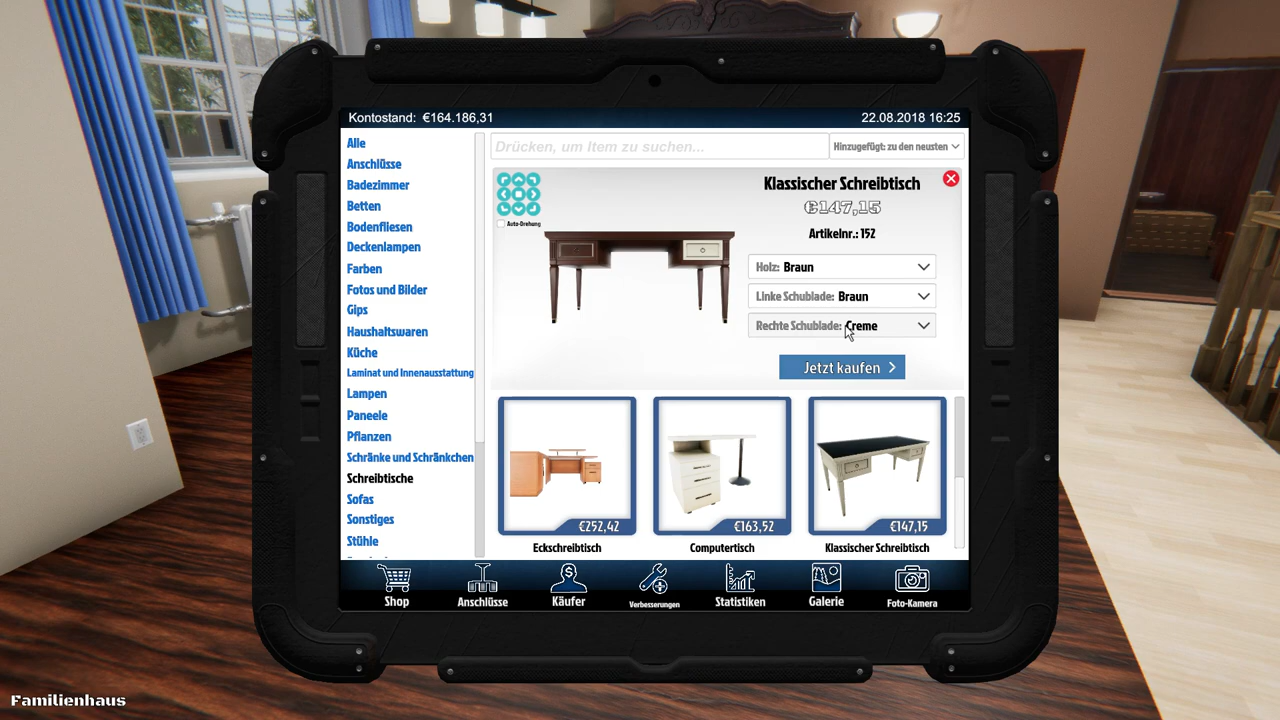 Kontostand: €164.186,31
22.08.2018 16:25
Alle
Anschlüsse
Badezimmer
Betten
Bodenfliesen
Deckenlampen
Farben
Fotos und Bilder
Gips
Haushaltswaren
Küche
Laminat und Innenausstattung
Lampen
Paneele
Pflanzen
Schränke und Schränkchen
Schreibtische
Sofas
Sonstiges
Stühle
Drücken, um Item zu suchen...
Hinzugefügt: zu den neusten
Auto-Drehung
Klassischer Schreibtisch
€147,15
Artikelnr.: 152
Holz: Braun
Linke Schublade: Braun
Rechte Schublade: Creme
Jetzt kaufen
€252,42
€163,52
€147,15
Eckschreibtisch
Computertisch
Klassischer Schreibtisch
Shop
Anschlüsse
Käufer
Verbesserungen
Statistiken
Galerie
Foto-Kamera
Familienhaus